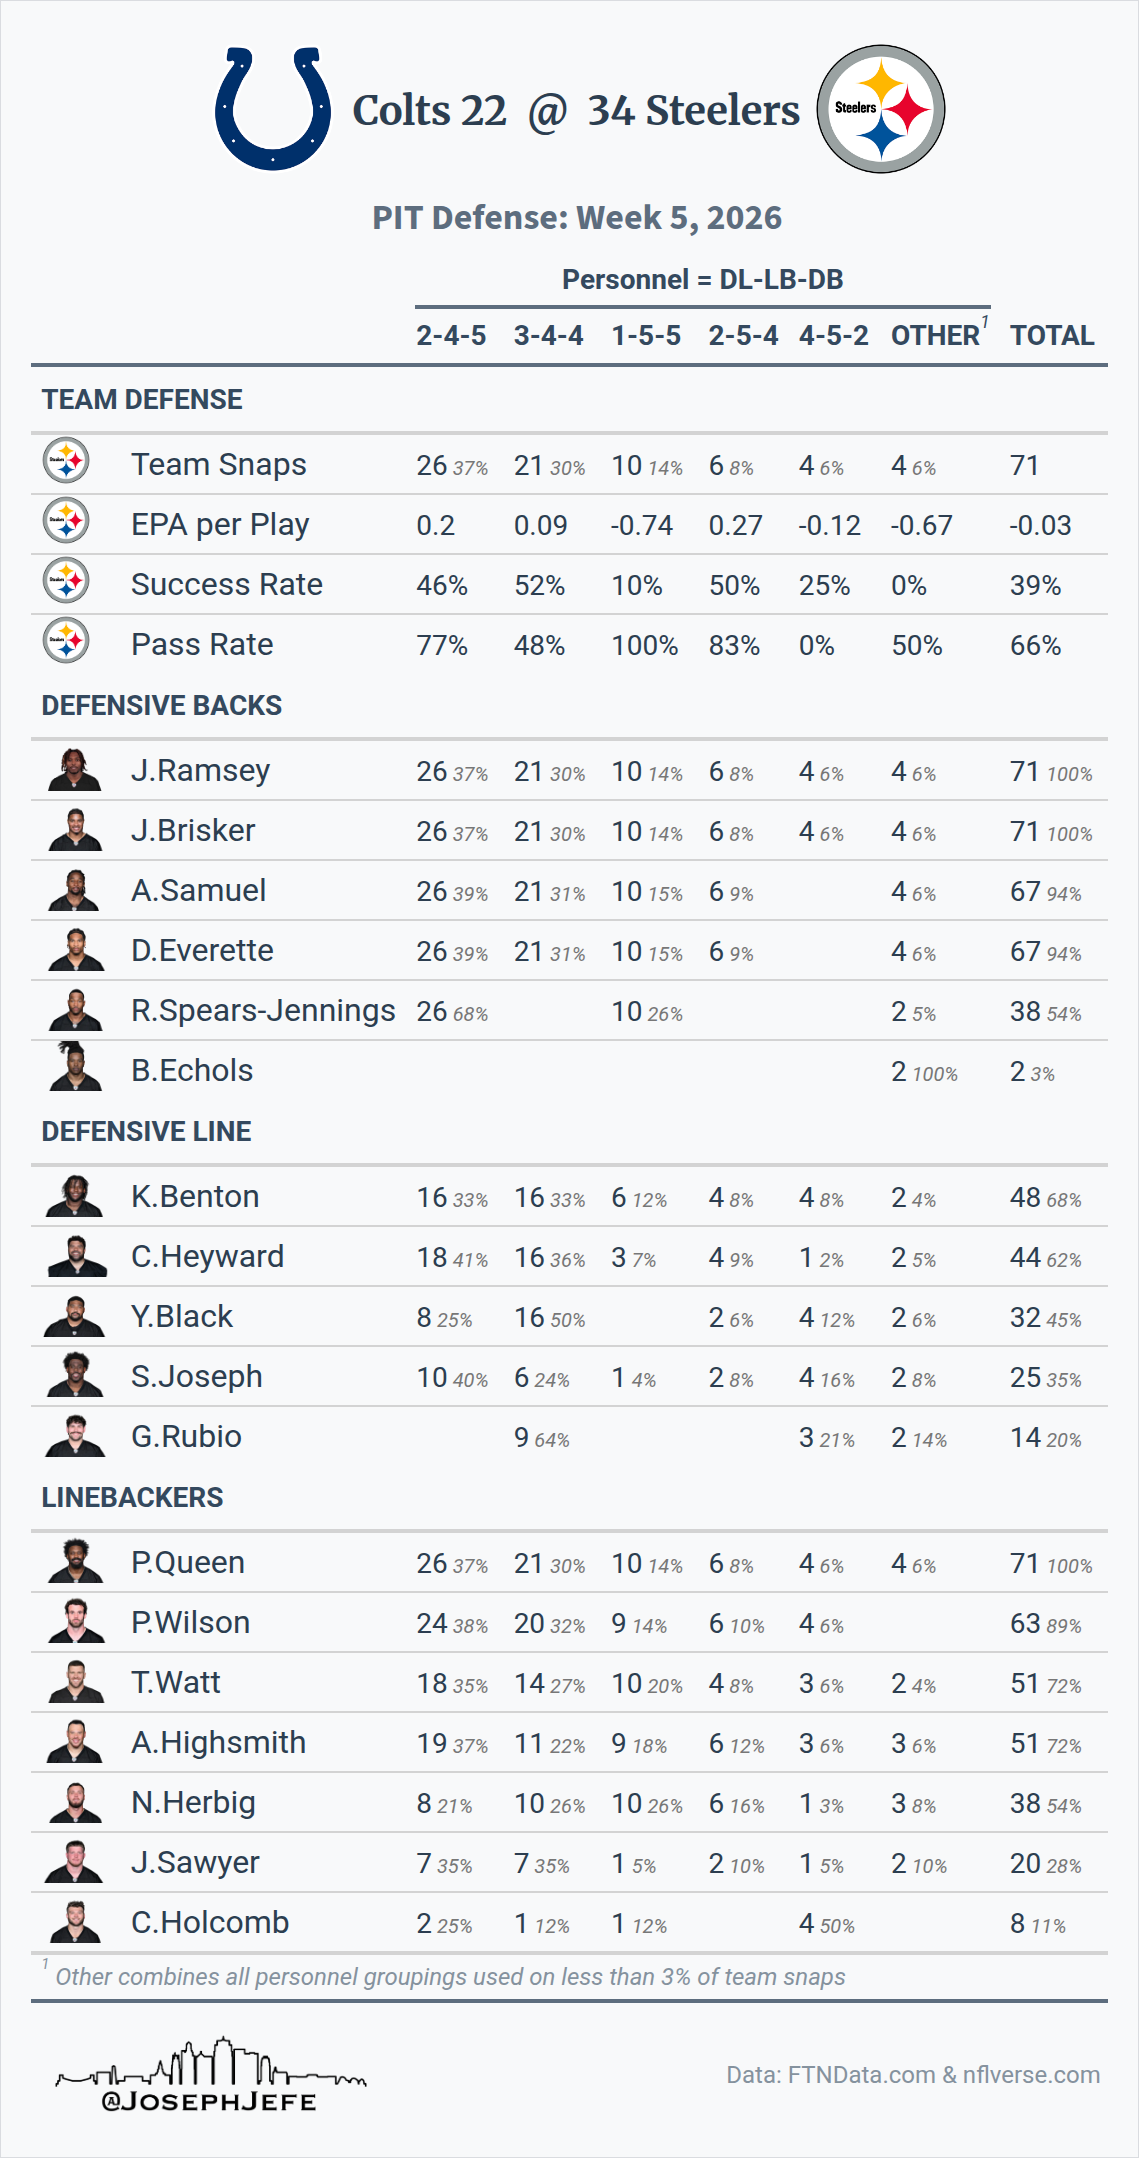 Colts 22 @ 34 Steelers
Steelers
PIT Defense: Week 5, 2026
Personnel = DL-LB-DB
2-4-5 3-4-4 1-5-5 2-5-4 4-5-2 OTHER1 TOTAL
TEAM DEFENSE
Team Snaps 26 37% 21 30% 10 14% 6 8% 4 6% 4 6% 71
EPA per Play 0.2 0.09 -0.74 0.27 -0.12 -0.67 -0.03
Success Rate 46% 52% 10% 50% 25% 0% 39%
Pass Rate 77% 48% 100% 83% 0% 50% 66%
DEFENSIVE BACKS
J.Ramsey 26 37% 21 30% 10 14% 6 8% 4 6% 4 6% 71 100%
J.Brisker 26 37% 21 30% 10 14% 6 8% 4 6% 4 6% 71 100%
A.Samuel 26 39% 21 31% 10 15% 6 9% 4 6% 67 94%
D.Everette 26 39% 21 31% 10 15% 6 9% 4 6% 67 94%
R.Spears-Jennings 26 68% 10 26% 2 5% 38 54%
B.Echols 2 100% 2 3%
DEFENSIVE LINE
K.Benton 16 33% 16 33% 6 12% 4 8% 4 8% 2 4% 48 68%
C.Heyward 18 41% 16 36% 3 7% 4 9% 1 2% 2 5% 44 62%
Y.Black 8 25% 16 50% 2 6% 4 12% 2 6% 32 45%
S.Joseph 10 40% 6 24% 1 4% 2 8% 4 16% 2 8% 25 35%
G.Rubio 9 64% 3 21% 2 14% 14 20%
LINEBACKERS
P.Queen 26 37% 21 30% 10 14% 6 8% 4 6% 4 6% 71 100%
P.Wilson 24 38% 20 32% 9 14% 6 10% 4 6% 63 89%
T.Watt 18 35% 14 27% 10 20% 4 8% 3 6% 2 4% 51 72%
A.Highsmith 19 37% 11 22% 9 18% 6 12% 3 6% 3 6% 51 72%
N.Herbig 8 21% 10 26% 10 26% 6 16% 1 3% 3 8% 38 54%
J.Sawyer 7 35% 7 35% 1 5% 2 10% 1 5% 2 10% 20 28%
C.Holcomb 2 25% 1 12% 1 12% 4 50% 8 11%
1 Other combines all personnel groupings used on less than 3% of team snaps
@JOSEPHJEFE
Data: FTNData.com & nflverse.com